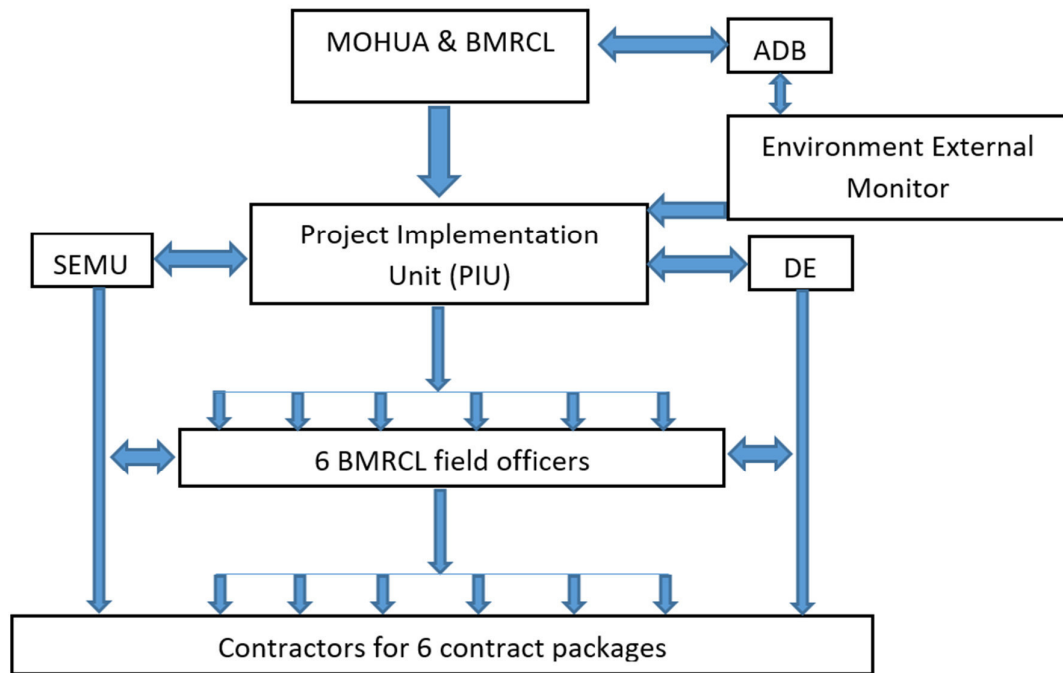 MOHUA & BMRCL
ADB
Environment External
Monitor
Project Implementation
Unit (PIU)
SEMU
DE
6 BMRCL field officers
Contractors for 6 contract packages